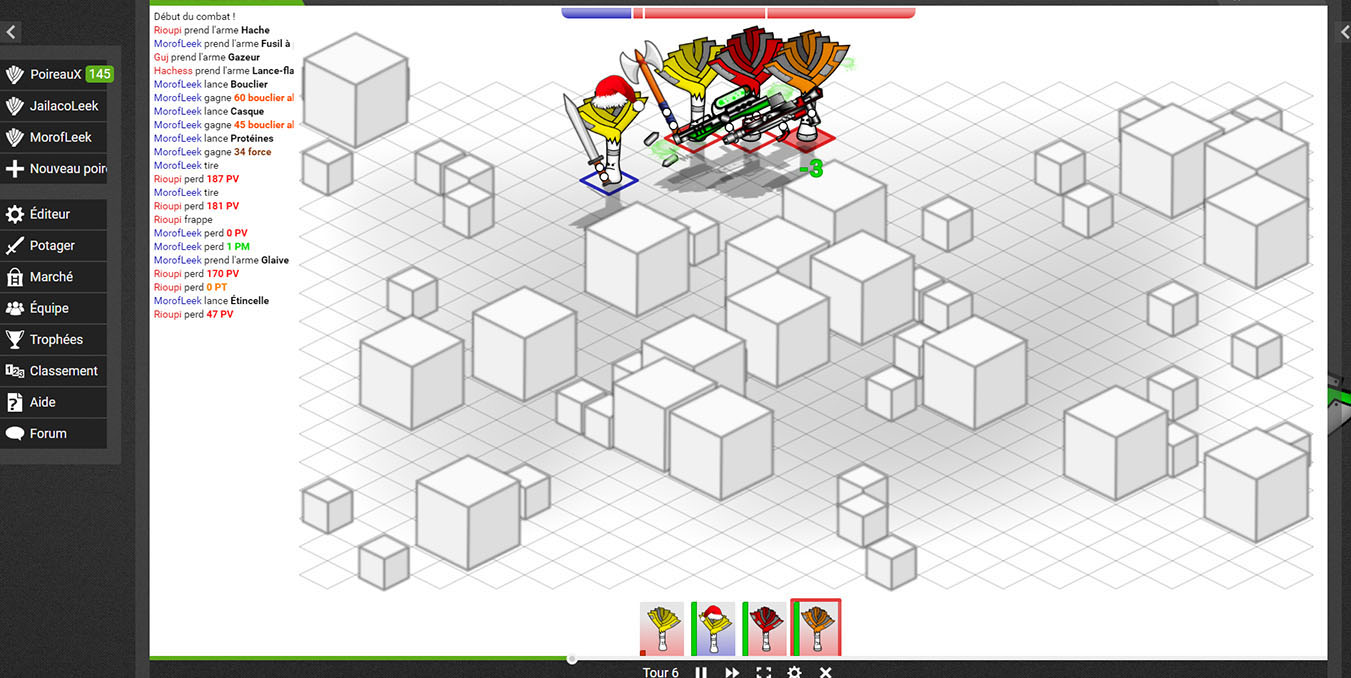 PoireauX 145
JailacoLeek
MorofLeek
Nouveau poire
Éditeur
Potager
Marché
Équipe
Trophées
Classement
Aide
Forum
Début du combat !
Rioupi prend l'arme Hache
MorofLeek prend l'arme Fusil à
Guj prend l'arme Gazeur
Hachess prend l'arme Lance-fla
MorofLeek lance Bouclier
MorofLeek gagne 60 bouclier al
MorofLeek lance Casque
MorofLeek gagne 45 bouclier al
MorofLeek lance Protéines
MorofLeek gagne 34 force
MorofLeek tire
Rioupi perd 187 PV
MorofLeek tire
Rioupi perd 181 PV
Rioupi frappe
MorofLeek perd 0 PV
MorofLeek perd 1 PM
MorofLeek prend l'arme Glaive
Rioupi perd 170 PV
Rioupi perd 0 PT
MorofLeek lance Étincelle
Rioupi perd 47 PV
-3
Tour 6